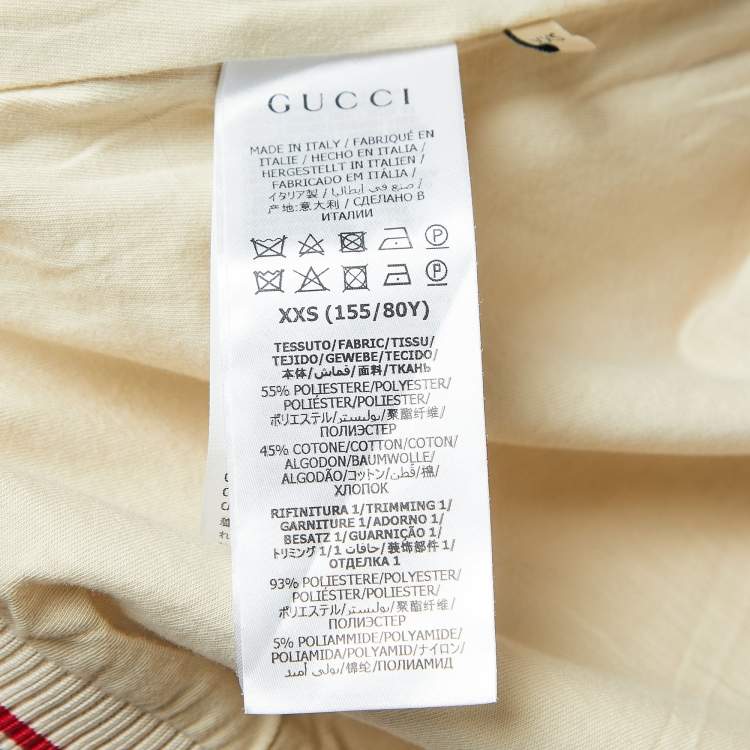 XXS
GUCCI
MADE IN ITALY / FABRIQUÉ EN
ITALIE / HECHO EN ITALIA /
HERGESTELLT IN ITALIEN /
FABRICADO EM ITÁLIA /
イタリア製 / صنع في إيطاليا /
产地:意大利 / СДЕЛАНО В
ИТАЛИИ
P
P
XXS (155/80Y)
TESSUTO/FABRIC/TISSU/
TEJIDO/GEWEBE/TECIDO/
本体/قماش/面料/ТКАНЬ
55% POLIESTERE/POLYESTER/
POLIÉSTER/POLIESTER/
ポリエステル/بوليستر/聚酯纤维/
ПОЛИЭСТЕР
45% COTONE/COTTON/COTON/
ALGODON/BAUMWOLLE/
ALGODÃO/コットン/قطن/棉/
ХЛОПОК
RIFINITURA 1/TRIMMING 1/
GARNITURE 1/ADORNO 1/
BESATZ 1/GUARNIÇÃO 1/
トリミング 1/حافات 1/装饰部件 1/
ОТДЕЛКА 1
93% POLIESTERE/POLYESTER/
POLIÉSTER/POLIESTER/
ポリエステル/بوليستر/聚酯纤维/
ПОЛИЭСТЕР
5% POLIAMMIDE/POLYAMIDE/
POLIAMIDA/POLYAMID/ナイロン/
بولي أميد/锦纶/ПОЛИАМИД